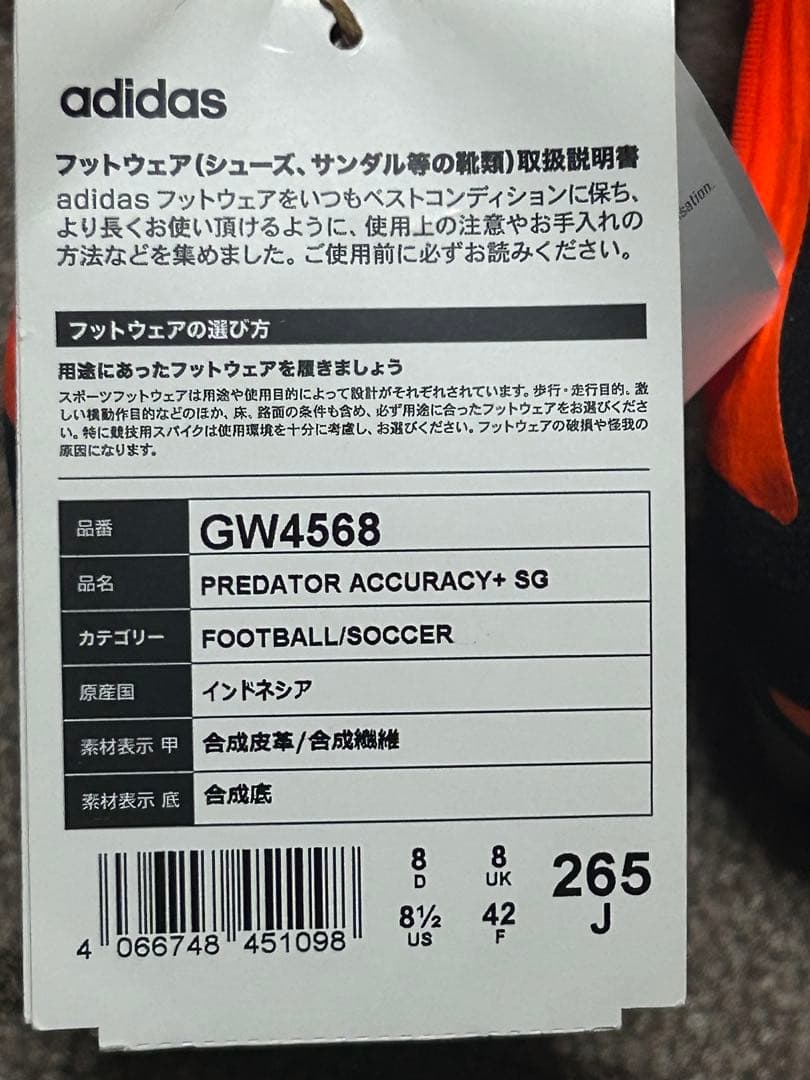 adidas
フットウェア(シューズ、サンダル等の靴類)取扱説明書
adidas フットウェアをいつもベストコンディションに保ち、
より長くお使い頂けるように、使用上の注意やお手入れの
方法などを集めました。ご使用前に必ずお読みください。
フットウェアの選び方
用途にあったフットウェアを履きましょう
スポーツフットウェアは用途や使用目的によって設計がそれぞれされています。歩行・走行目的、激
しい横動作目的などのほか、床、路面の条件も含め、必ず用途に合ったフットウェアをお選びくださ
い。特に競技用スパイクは使用環境を十分に考慮し、お選びください。フットウェアの破損や怪我の
原因になります。
品番 GW4568
品名 PREDATOR ACCURACY+ SG
カテゴリー FOOTBALL/SOCCER
原産国 インドネシア
素材表示 甲 合成皮革/合成繊維
素材表示 底 合成底
8 8 265
D UK J
8½ 42
US F
4 066748 451098